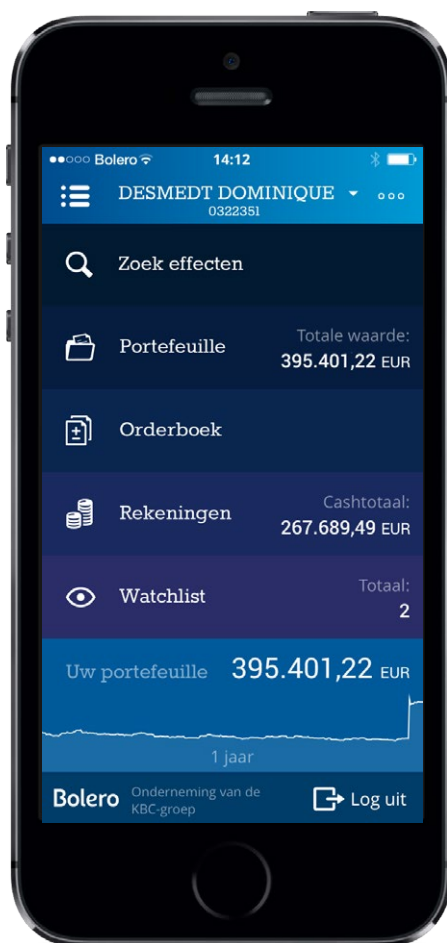 Bolero 14:12
DESMEDT DOMINIQUE
0322351
Zoek effecten
Portefeuille
Totale waarde:
395.401,22 EUR
Orderboek
Rekeningen
Cashtotaal:
267.689,49 EUR
Watchlist
Totaal:
2
Uw portefeuille 395.401,22 EUR
1 jaar
Bolero
Onderneming van de
KBC-groep
Log uit